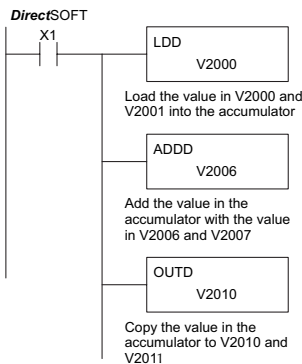 DirectSOFT
X1
LDD
V2000
Load the value in V2000 and
V2001 into the accumulator
ADDD
V2006
Add the value in the
accumulator with the value
in V2006 and V2007
OUTD
V2010
Copy the value in the
accumulator to V2010 and
V2011